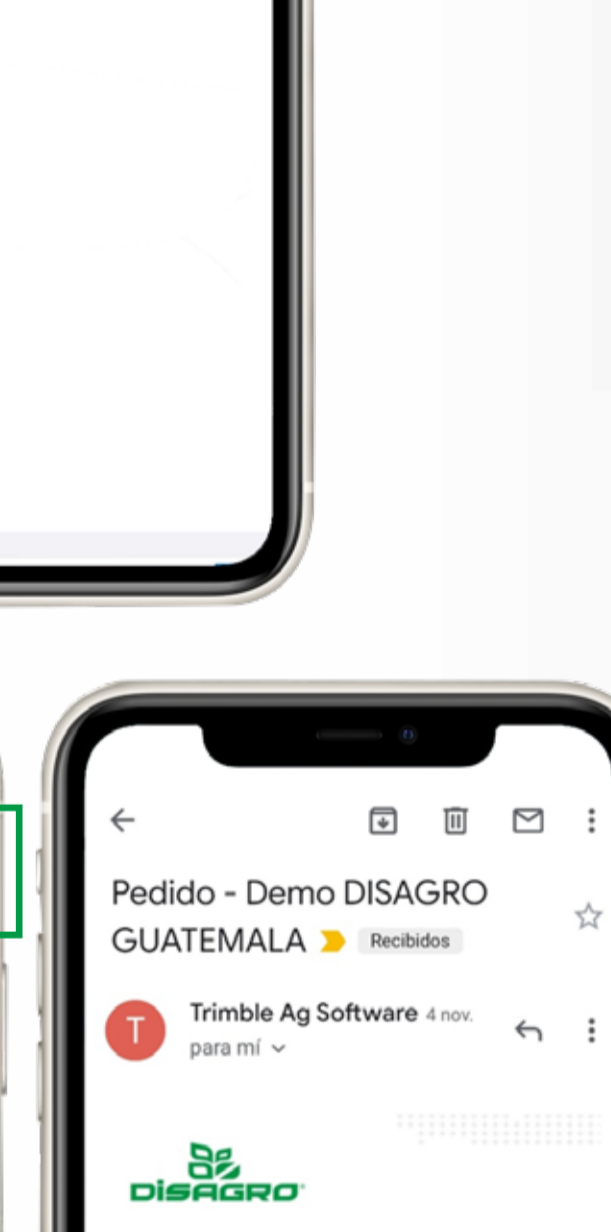 Pedido - Demo DISAGRO
GUATEMALA Recibidos
T
Trimble Ag Software 4 nov.
para mí
DISAGRO